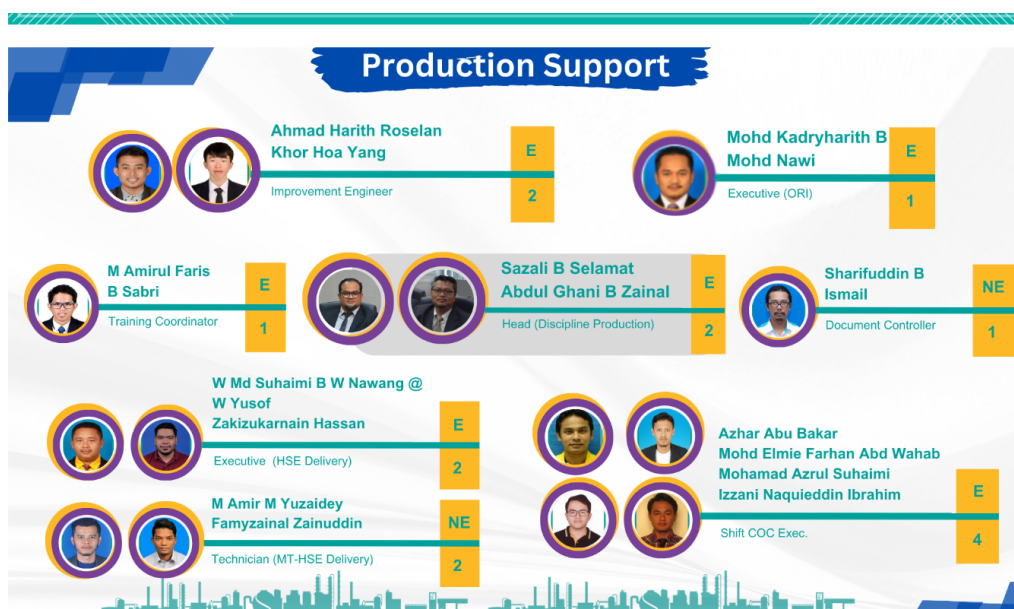 Production Support
Ahmad Harith Roselan
Khor Hoa Yang
Improvement Engineer
E
2
Mohd Kadryharith B
Mohd Nawi
Executive (ORI)
E
1
M Amirul Faris
B Sabri
Training Coordinator
E
1
Sazali B Selamat
Abdul Ghani B Zainal
Head (Discipline Production)
E
2
Sharifuddin B
Ismail
Document Controller
NE
1
W Md Suhaimi B W Nawang @
W Yusof
Zakizukarnain Hassan
Executive (HSE Delivery)
E
2
M Amir M Yuzaidey
Famyzainal Zainuddin
Technician (MT-HSE Delivery)
NE
2
Azhar Abu Bakar
Mohd Elmie Farhan Abd Wahab
Mohamad Azrul Suhaimi
Izzani Naquieddin Ibrahim
Shift COC Exec.
E
4